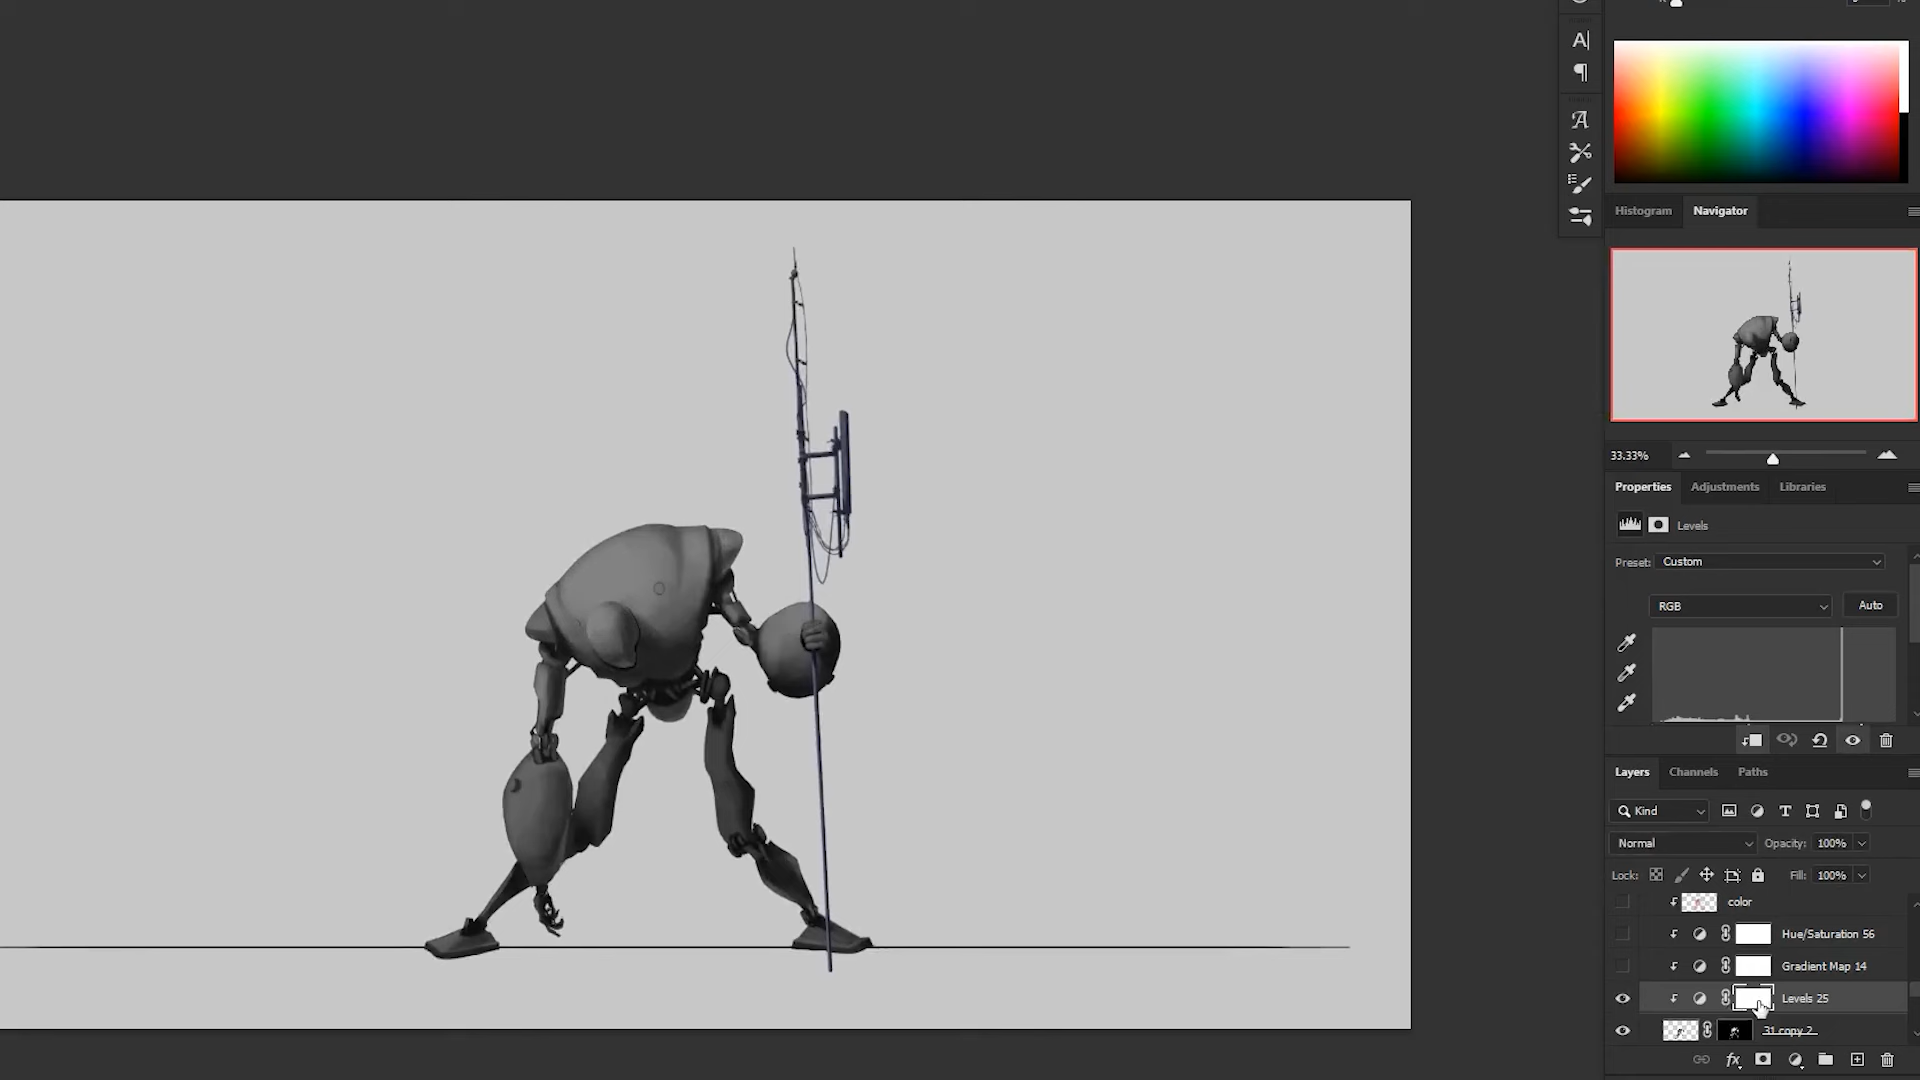 Histogram Navigator
33.33%
Properties Adjustments Libraries
Levels
Preset: Custom
RGB Auto
Layers Channels Paths
Kind
Normal Opacity: 100%
Lock: Fill: 100%
color
Hue/Saturation 56
Gradient Map 14
Levels 25
31 copy 2